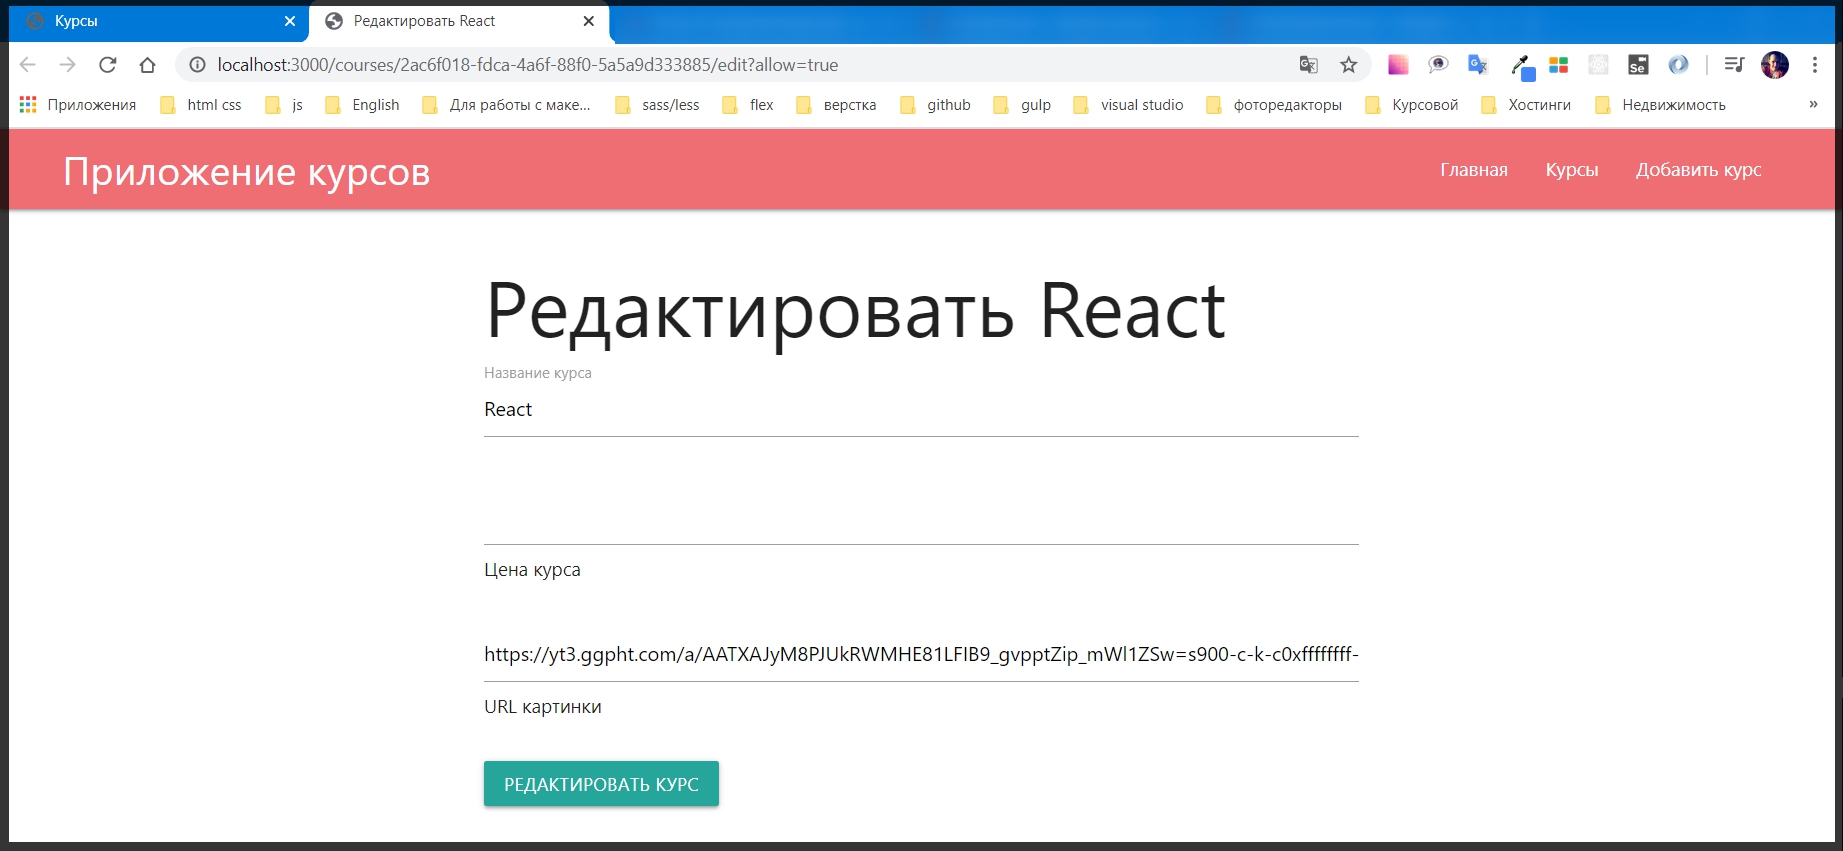 Курсы
Редактировать React
localhost:3000/courses/2ac6f018-fdca-4a6f-88f0-5a5a9d333885/edit?allow=true
Приложения html css js English Для работы с маке... sass/less flex верстка github gulp visual studio фоторедакторы Курсовой Хостинги Недвижимость »
Приложение курсов
Главная Курсы Добавить курс
Редактировать React
Название курса
React
Цена курса
https://yt3.ggpht.com/a/AATXAJyM8PJUkRWMHE81LFIB9_gvpptZip_mWl1ZSw=s900-c-k-c0xffffffff-
URL картинки
РЕДАКТИРОВАТЬ КУРС